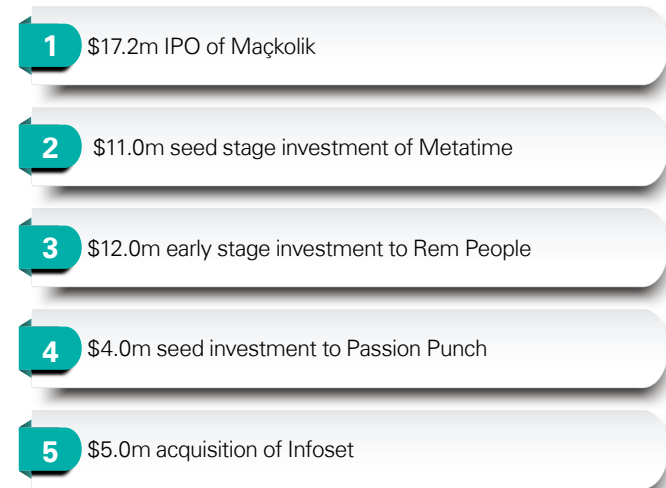 1 $17.2m IPO of Maçkolik
2 $11.0m seed stage investment of Metatime
3 $12.0m early stage investment to Rem People
4 $4.0m seed investment to Passion Punch
5 $5.0m acquisition of Infoset